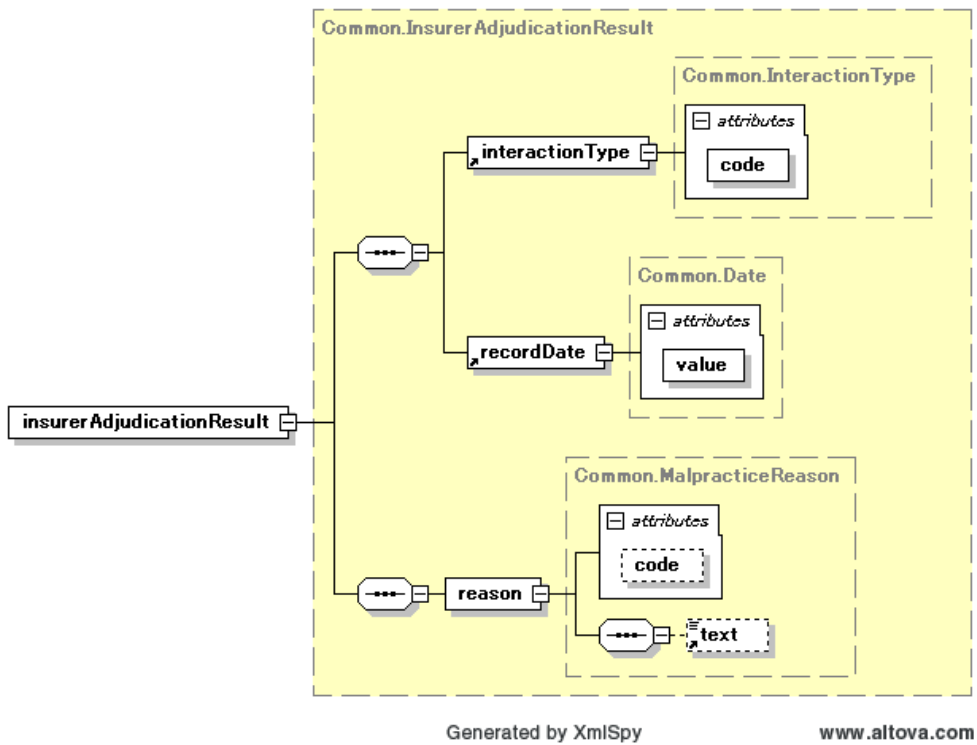 Common.InsurerAdjudicationResult
Common.InteractionType
attributes
interactionType
code
Common.Date
attributes
recordDate
value
insurerAdjudicationResult
Common.MalpracticeReason
attributes
code
reason
text
Generated by XmlSpy
www.altova.com